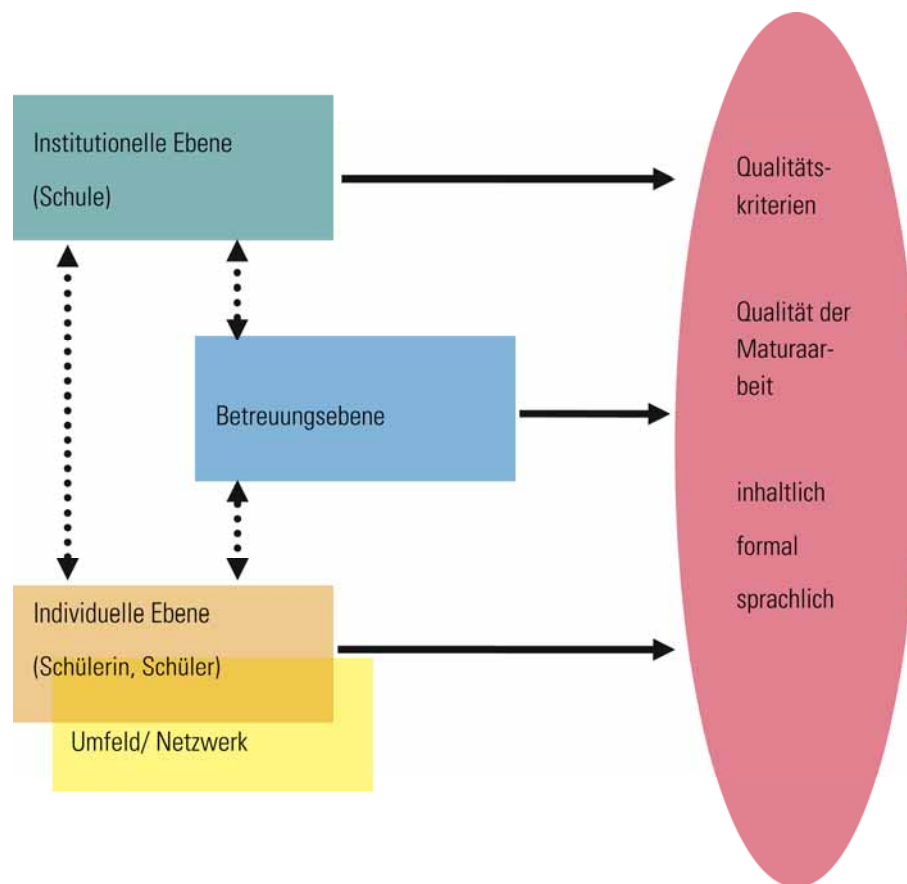 Institutionelle Ebene
(Schule)
Betreuungsebene
Individuelle Ebene
(Schülerin, Schüler)
Umfeld/ Netzwerk
Qualitäts-
kriterien
Qualität der
Maturaar-
beit
inhaltlich
formal
sprachlich